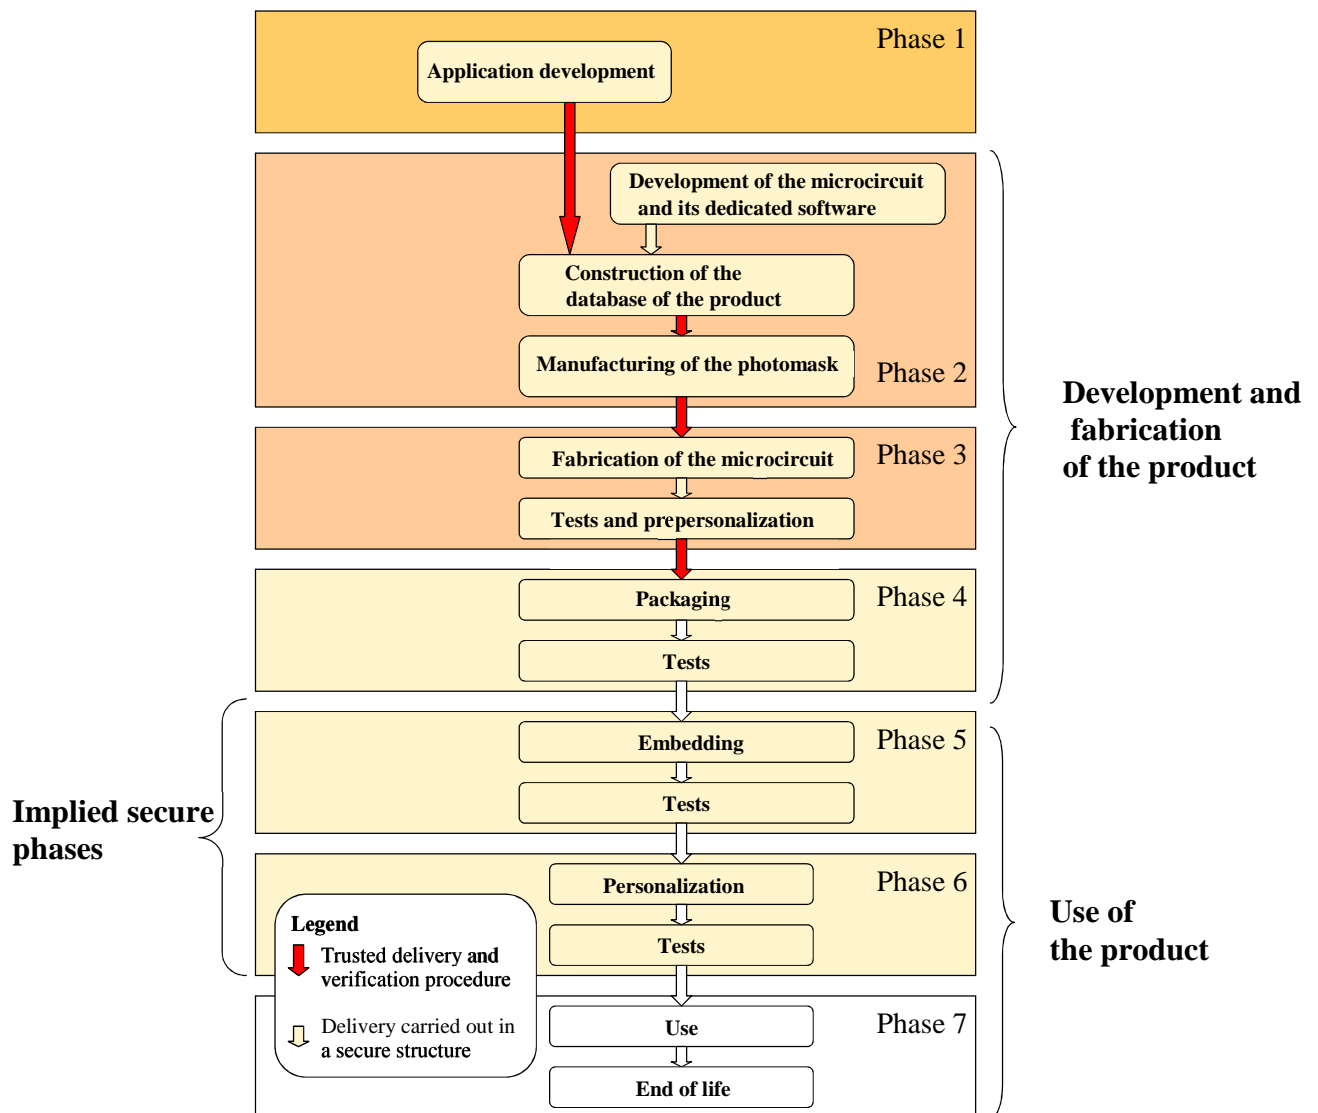 Phase 1
Application development
Development of the microcircuit
and its dedicated software
Construction of the
database of the product
Manufacturing of the photomask
Phase 2
Development and
fabrication
of the product
Fabrication of the microcircuit
Phase 3
Tests and prepersonalization
Packaging
Phase 4
Tests
Embedding
Phase 5
Tests
Implied secure
phases
Personalization
Phase 6
Tests
Use of
the product
Legend
Trusted delivery and
verification procedure
Delivery carried out in
a secure structure
Use
Phase 7
End of life